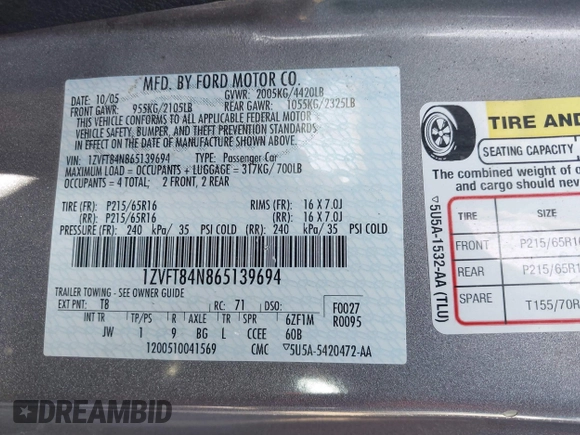 MFD. BY FORD MOTOR CO.
DATE: 10/05 GVWR: 2005KG/4420LB
FRONT GAWR: 955KG/2105LB REAR GAWR: 1055KG/2325LB
THIS VEHICLE CONFORMS TO ALL APPLICABLE FEDERAL MOTOR
VEHICLE SAFETY, BUMPER, AND THEFT PREVENTION STANDARDS
IN EFFECT ON THE DATE OF MANUFACTURE SHOWN ABOVE.
VIN: 1ZVFT84N865139694 TYPE: Passenger Car
MAXIMUM LOAD = OCCUPANTS + LUGGAGE = 317KG/700LB
OCCUPANTS = 4 TOTAL; 2 FRONT, 2 REAR
TIRE (FR): P215/65R16 RIMS (FR): 16 X 7.0J
(RR): P215/65R16 (RR): 16 X 7.0J
PRESSURE (FR): 240 kPa/ 35 PSI COLD (RR): 240 kPa/ 35 PSI COLD
1ZVFT84N865139694
TRAILER TOWING - SEE OWNER GUIDE
EXT PNT: T8 RC: 71 DSO: F0027
R0095
INT TR TP/PS R AXLE TR SPR 6ZF1M
JW 1 9 BG L CCEE 60B
1200510041569 CMC ▽5U5A-5420472-AA
▽5U5A-1532-AA (TLU)
TIRE AND
SEATING CAPACITY
The combined weight of o
and cargo should neve
TIRE SIZE
FRONT P215/65R16
REAR P215/65R1
SPARE T155/70R
DREAMBID